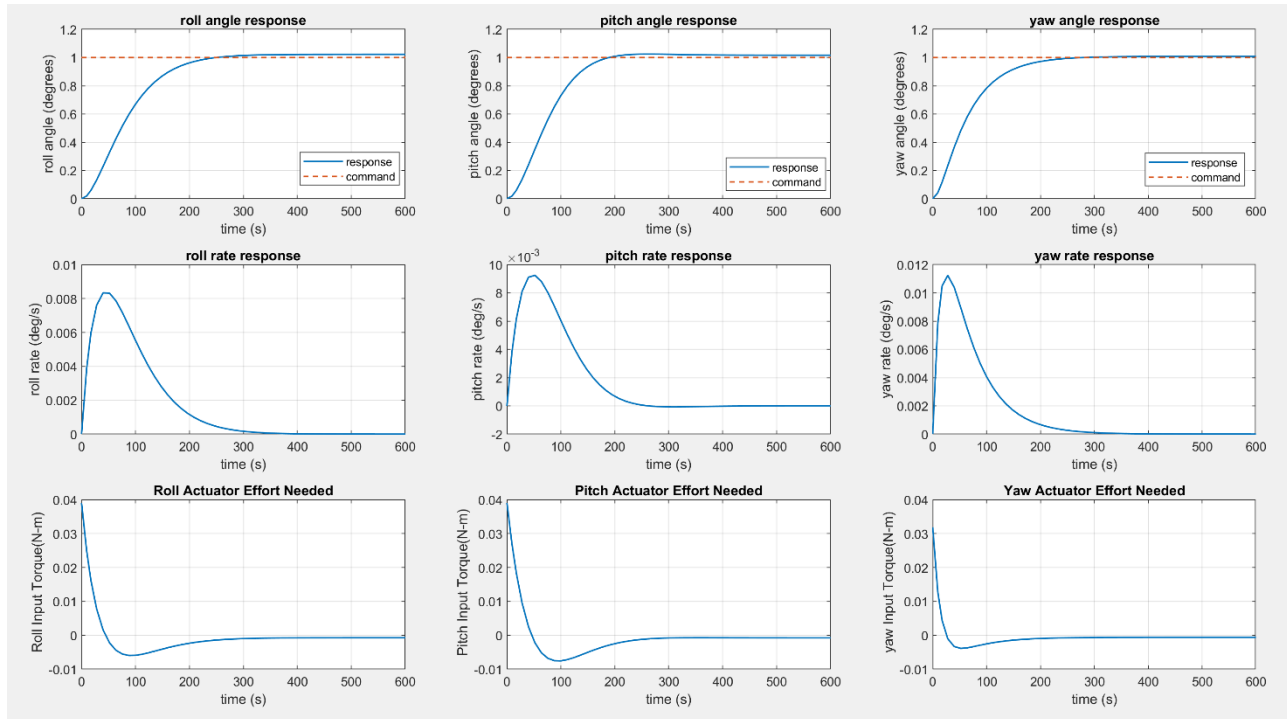 roll angle response
1.2
1
0.8
0.6
0.4
0.2
0
roll angle (degrees)
response
command
0 100 200 300 400 500 600
time (s)
pitch angle response
1.2
1
0.8
0.6
0.4
0.2
0
pitch angle (degrees)
response
command
0 100 200 300 400 500 600
time (s)
yaw angle response
1.2
1
0.8
0.6
0.4
0.2
0
yaw angle (degrees)
response
command
0 100 200 300 400 500 600
time (s)
roll rate response
0.01
0.008
0.006
0.004
0.002
0
roll rate (deg/s)
0 100 200 300 400 500 600
time (s)
pitch rate response
×10⁻³
10
8
6
4
2
0
-2
pitch rate (deg/s)
0 100 200 300 400 500 600
time (s)
yaw rate response
0.012
0.01
0.008
0.006
0.004
0.002
0
yaw rate (deg/s)
0 100 200 300 400 500 600
time (s)
Roll Actuator Effort Needed
0.04
0.03
0.02
0.01
0
-0.01
Roll Input Torque(N-m)
0 100 200 300 400 500 600
time (s)
Pitch Actuator Effort Needed
0.04
0.03
0.02
0.01
0
-0.01
Pitch Input Torque(N-m)
0 100 200 300 400 500 600
time (s)
Yaw Actuator Effort Needed
0.04
0.03
0.02
0.01
0
-0.01
yaw Input Torque(N-m)
0 100 200 300 400 500 600
time (s)